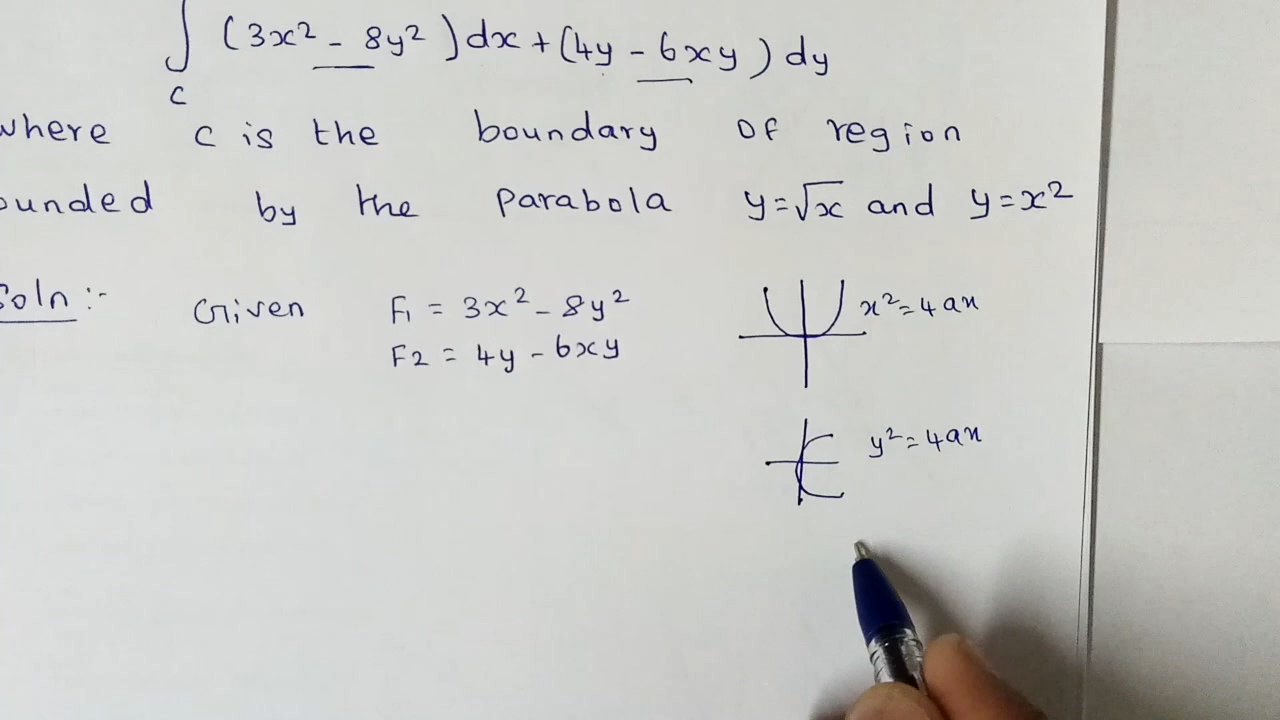 ∫ (3x² - 8y²) dx + (4y - 6xy) dy
C
where C is the boundary of region
ounded by the parabola y=√x and y=x²
Soln :- Given F1 = 3x² - 8y²
F2 = 4y - 6xy
x² = 4ax
y² = 4ax